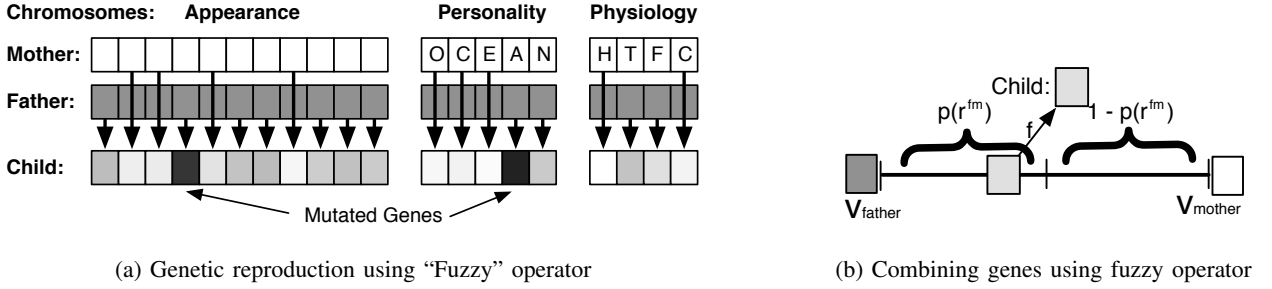 Chromosomes: Appearance Personality Physiology
Mother: O C E A N H T F C
Father:
Child:
Mutated Genes
(a) Genetic reproduction using “Fuzzy” operator
Child:
p(r^fm) f 1 - p(r^fm)
V_father V_mother
(b) Combining genes using fuzzy operator